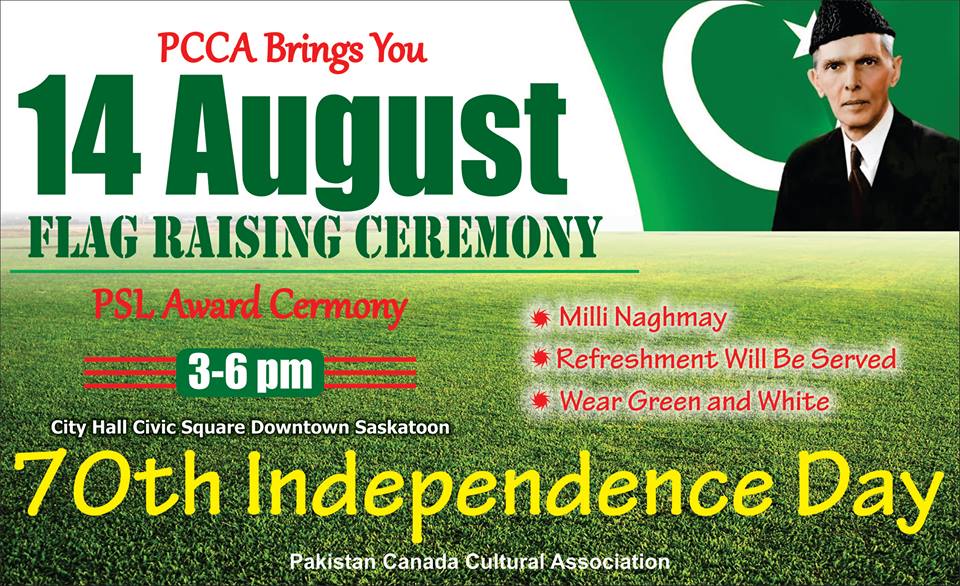 PCCA Brings You
14 August
FLAG RAISING CEREMONY
PSL Award Cermony
3-6 pm
City Hall Civic Square Downtown Saskatoon
Milli Naghmay
Refreshment Will Be Served
Wear Green and White
70th Independence Day
Pakistan Canada Cultural Association